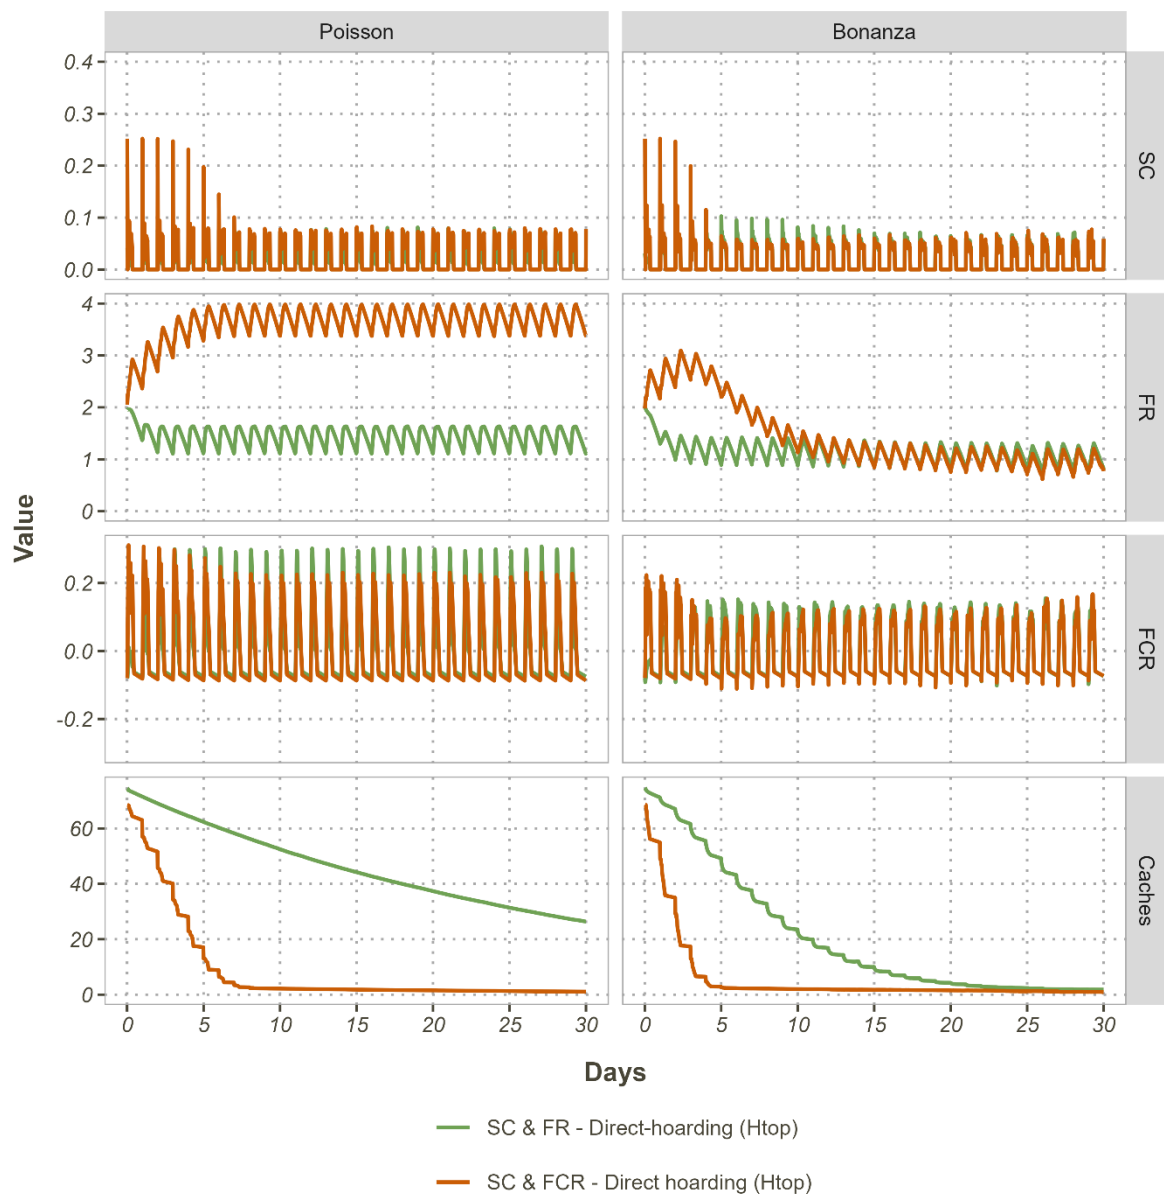 Poisson Bonanza
0.4
0.3
0.2
0.1
0.0
SC
4
3
2
1
0
FR
0.2
0.0
-0.2
FCR
60
40
20
0
Caches
Value
0 5 10 15 20 25 30 0 5 10 15 20 25 30
Days
SC & FR - Direct-hoarding (Htop)
SC & FCR - Direct hoarding (Htop)